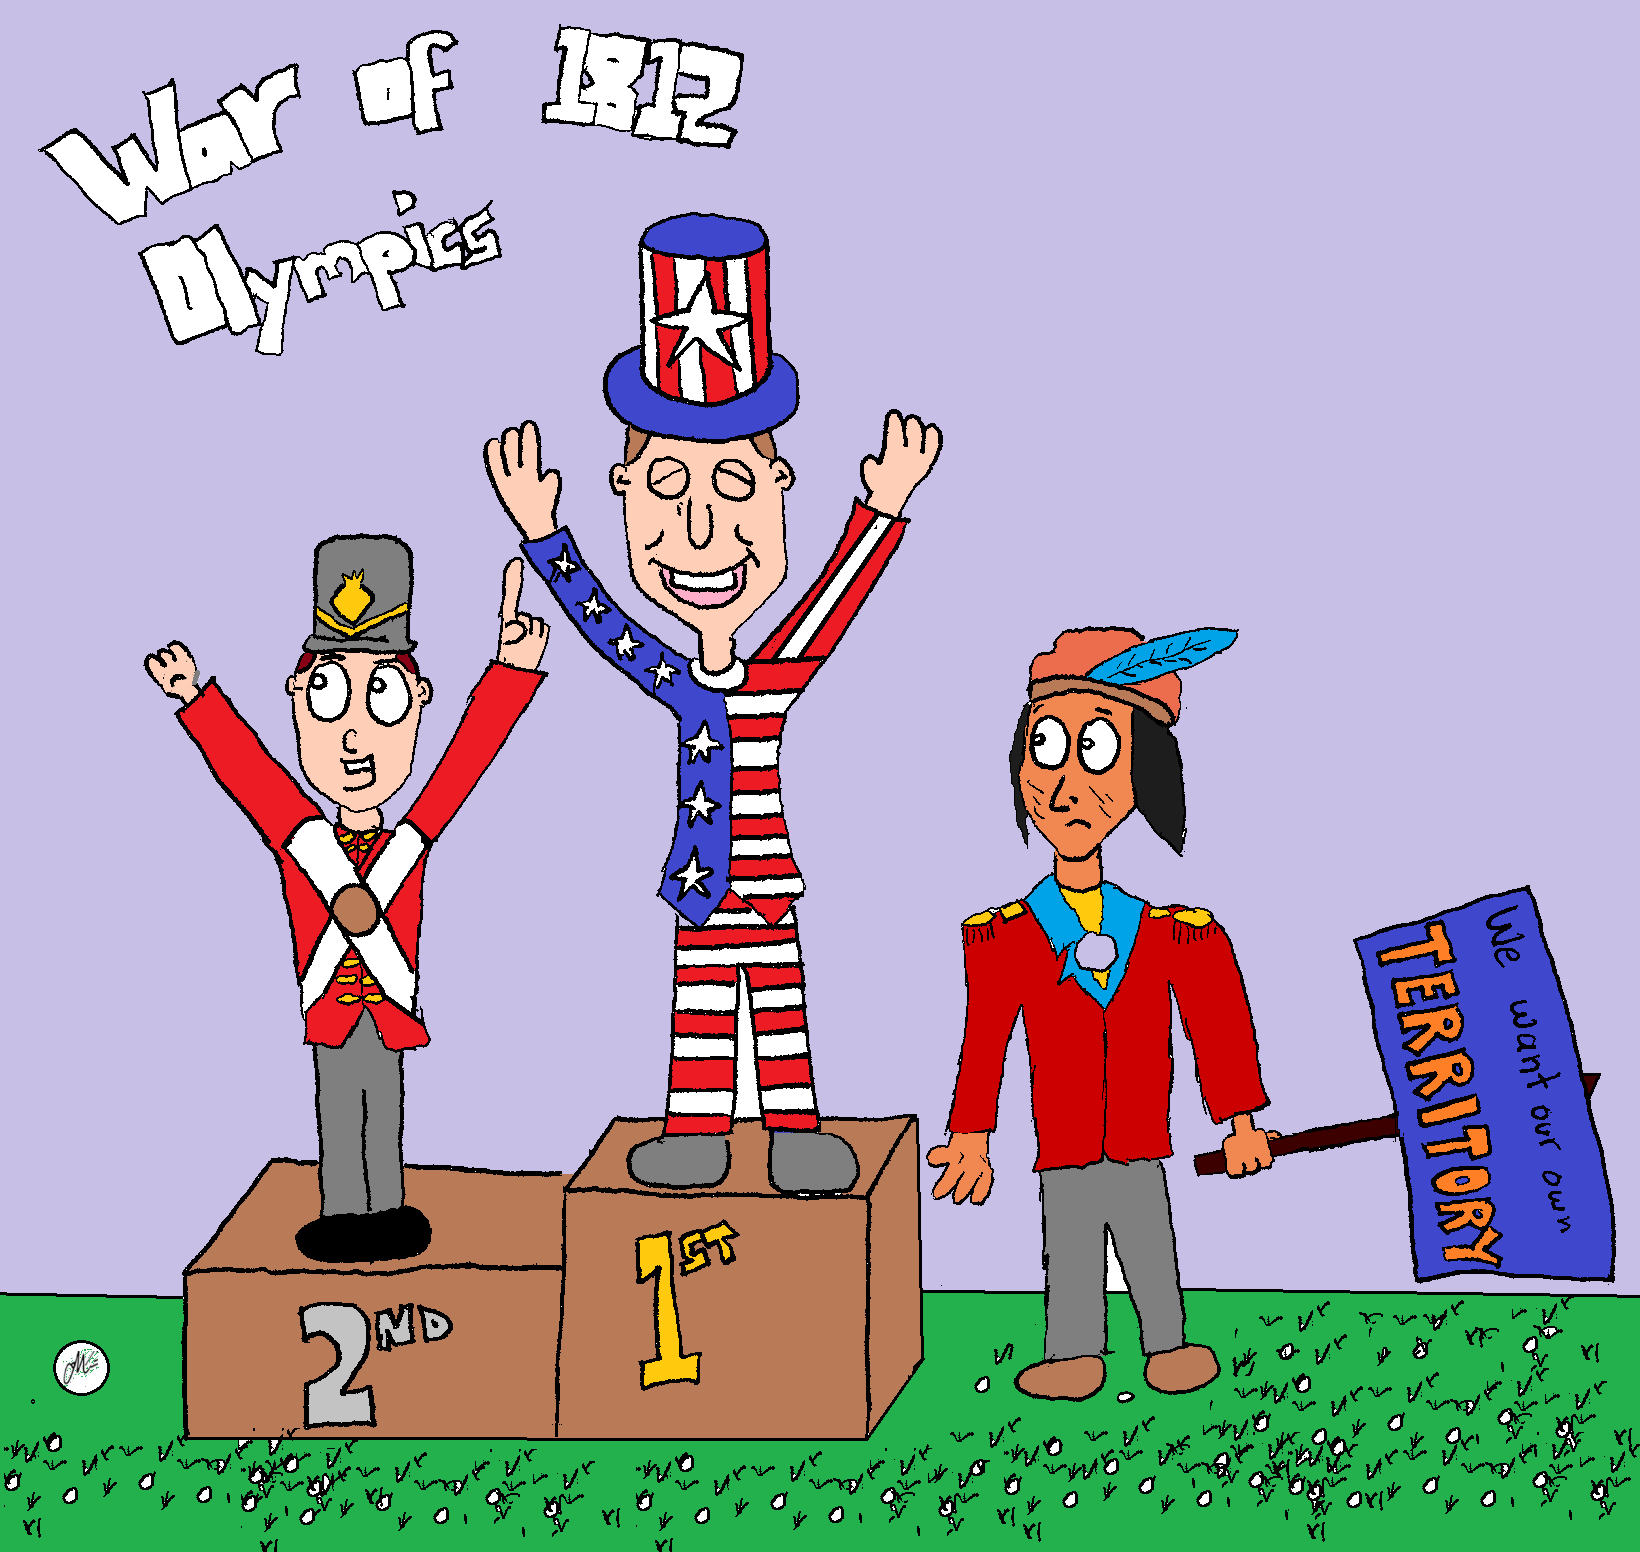 War of 1812
Olympics
2ND
1ST
We want our own
TERRITORY